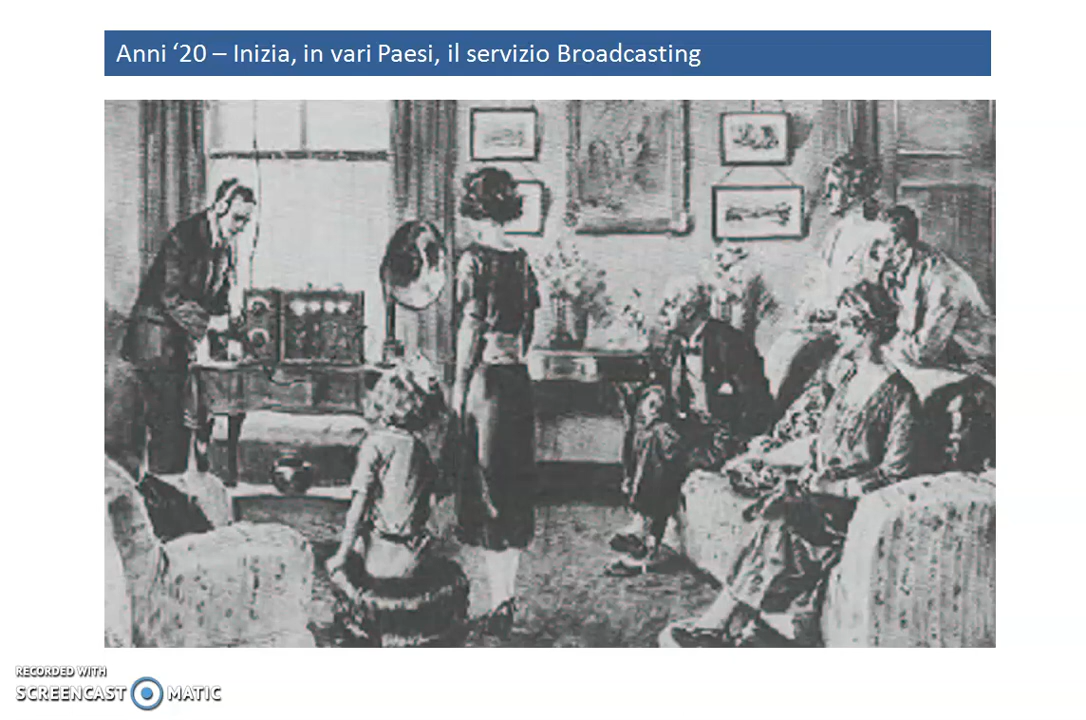 Anni ‘20 – Inizia, in vari Paesi, il servizio Broadcasting
RECORDED WITH
SCREENCAST MATIC